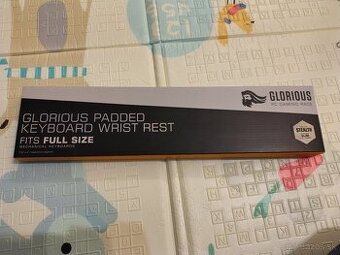 GLORIOUS
PC GAMING RACE
GLORIOUS PADDED
KEYBOARD WRIST REST
FITS FULL SIZE
MECHANICAL KEYBOARDS
STEALTH